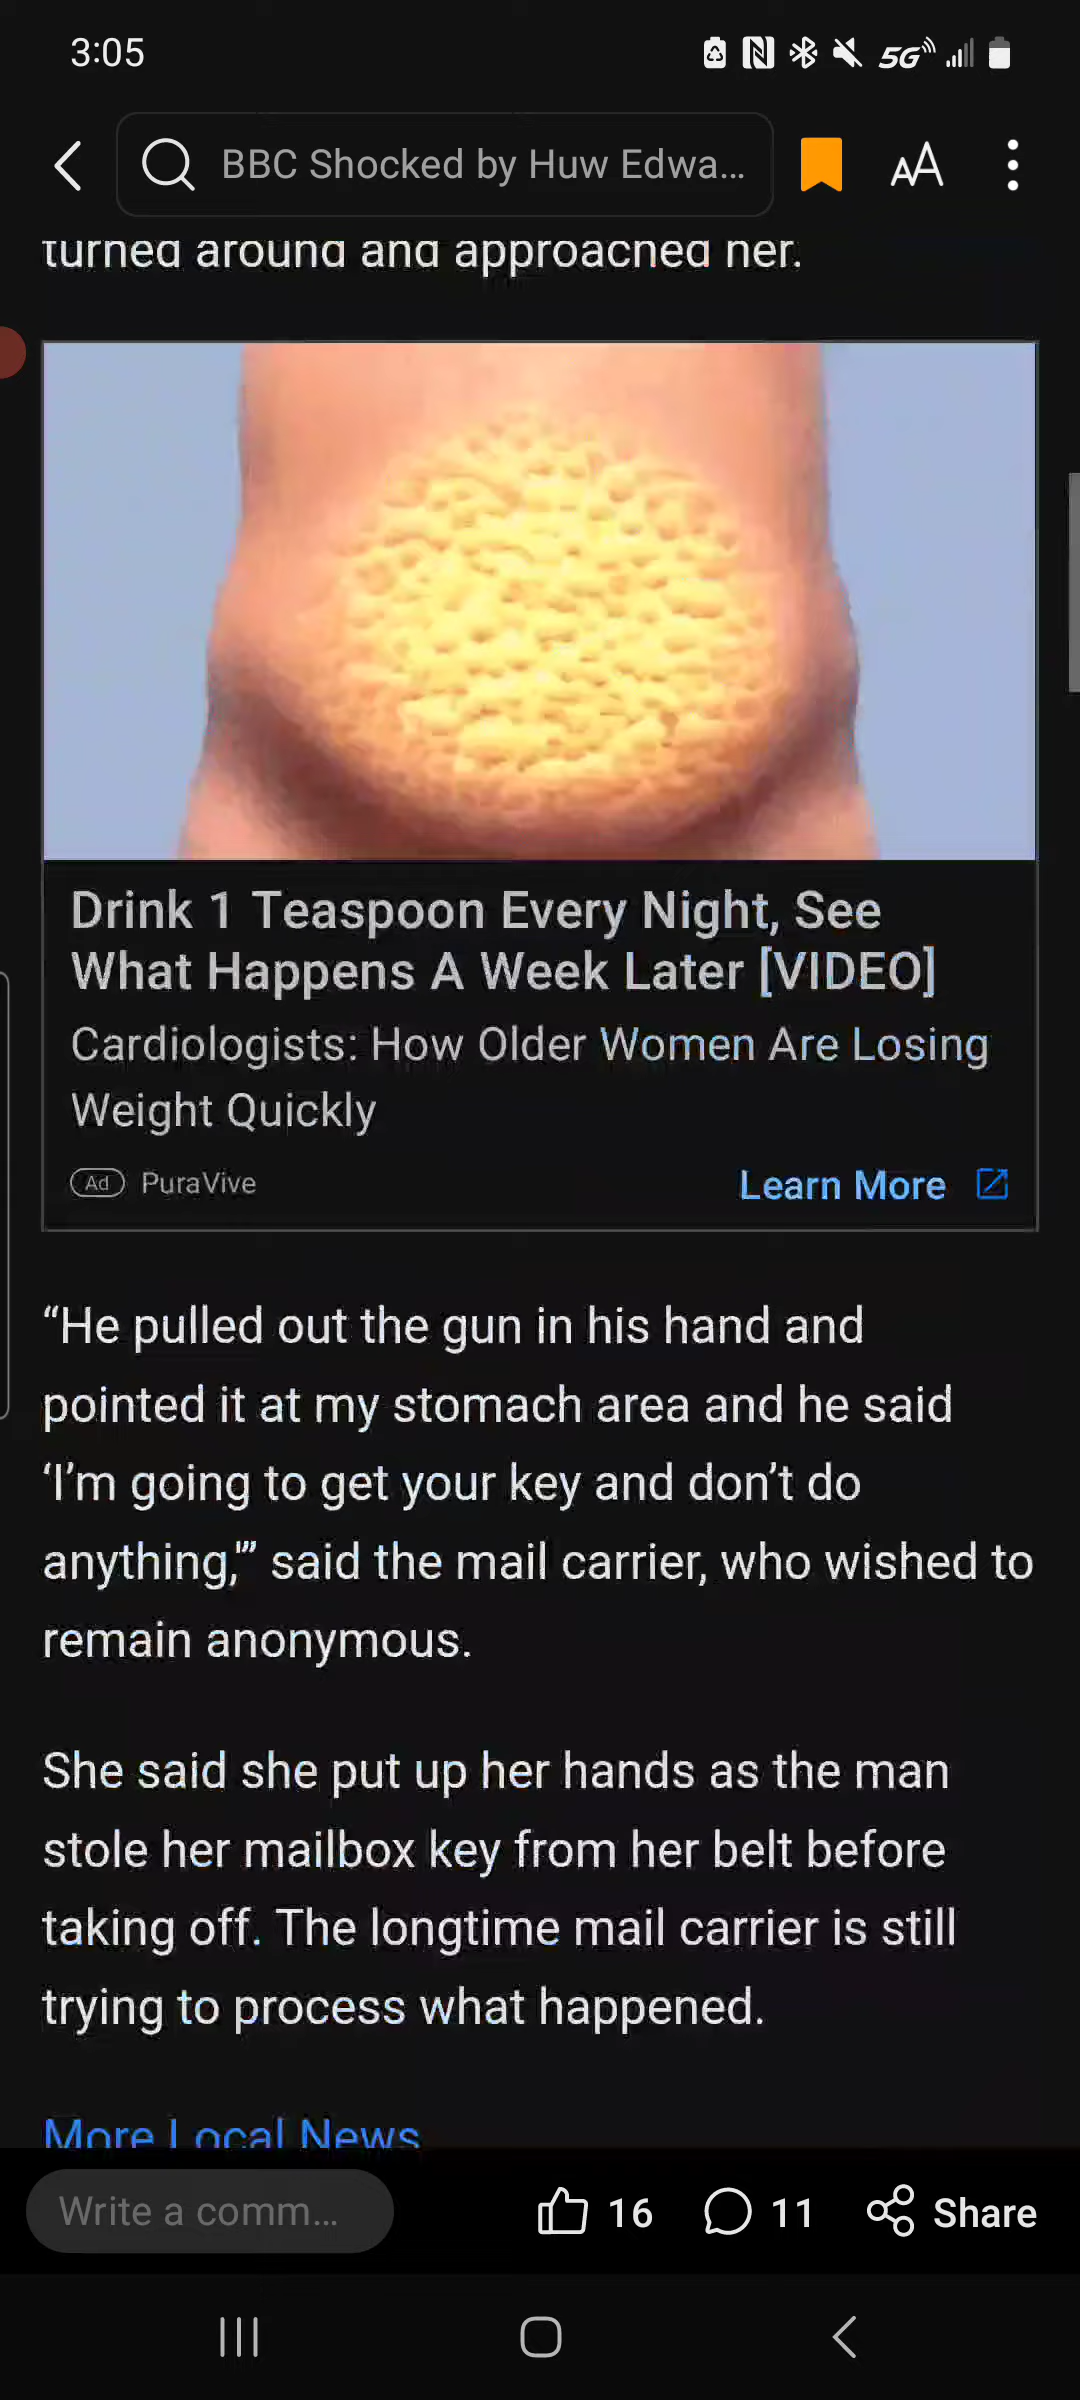 3:05
5G
BBC Shocked by Huw Edwa...
AA
turned around and approached her.
Drink 1 Teaspoon Every Night, See
What Happens A Week Later [VIDEO]
Cardiologists: How Older Women Are Losing
Weight Quickly
Ad PuraVive
Learn More
“He pulled out the gun in his hand and
pointed it at my stomach area and he said
‘I’m going to get your key and don’t do
anything,’” said the mail carrier, who wished to
remain anonymous.
She said she put up her hands as the man
stole her mailbox key from her belt before
taking off. The longtime mail carrier is still
trying to process what happened.
More Local News
Write a comm...
16
11
Share